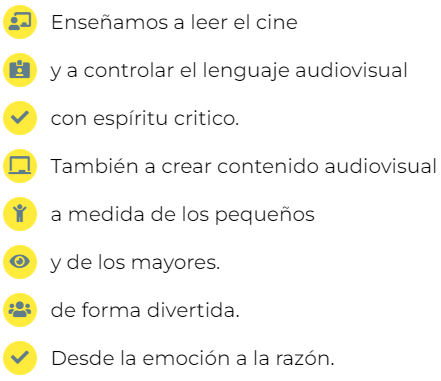 Enseñamos a leer el cine
y a controlar el lenguaje audiovisual
con espíritu critico.
También a crear contenido audiovisual
a medida de los pequeños
y de los mayores.
de forma divertida.
Desde la emoción a la razón.